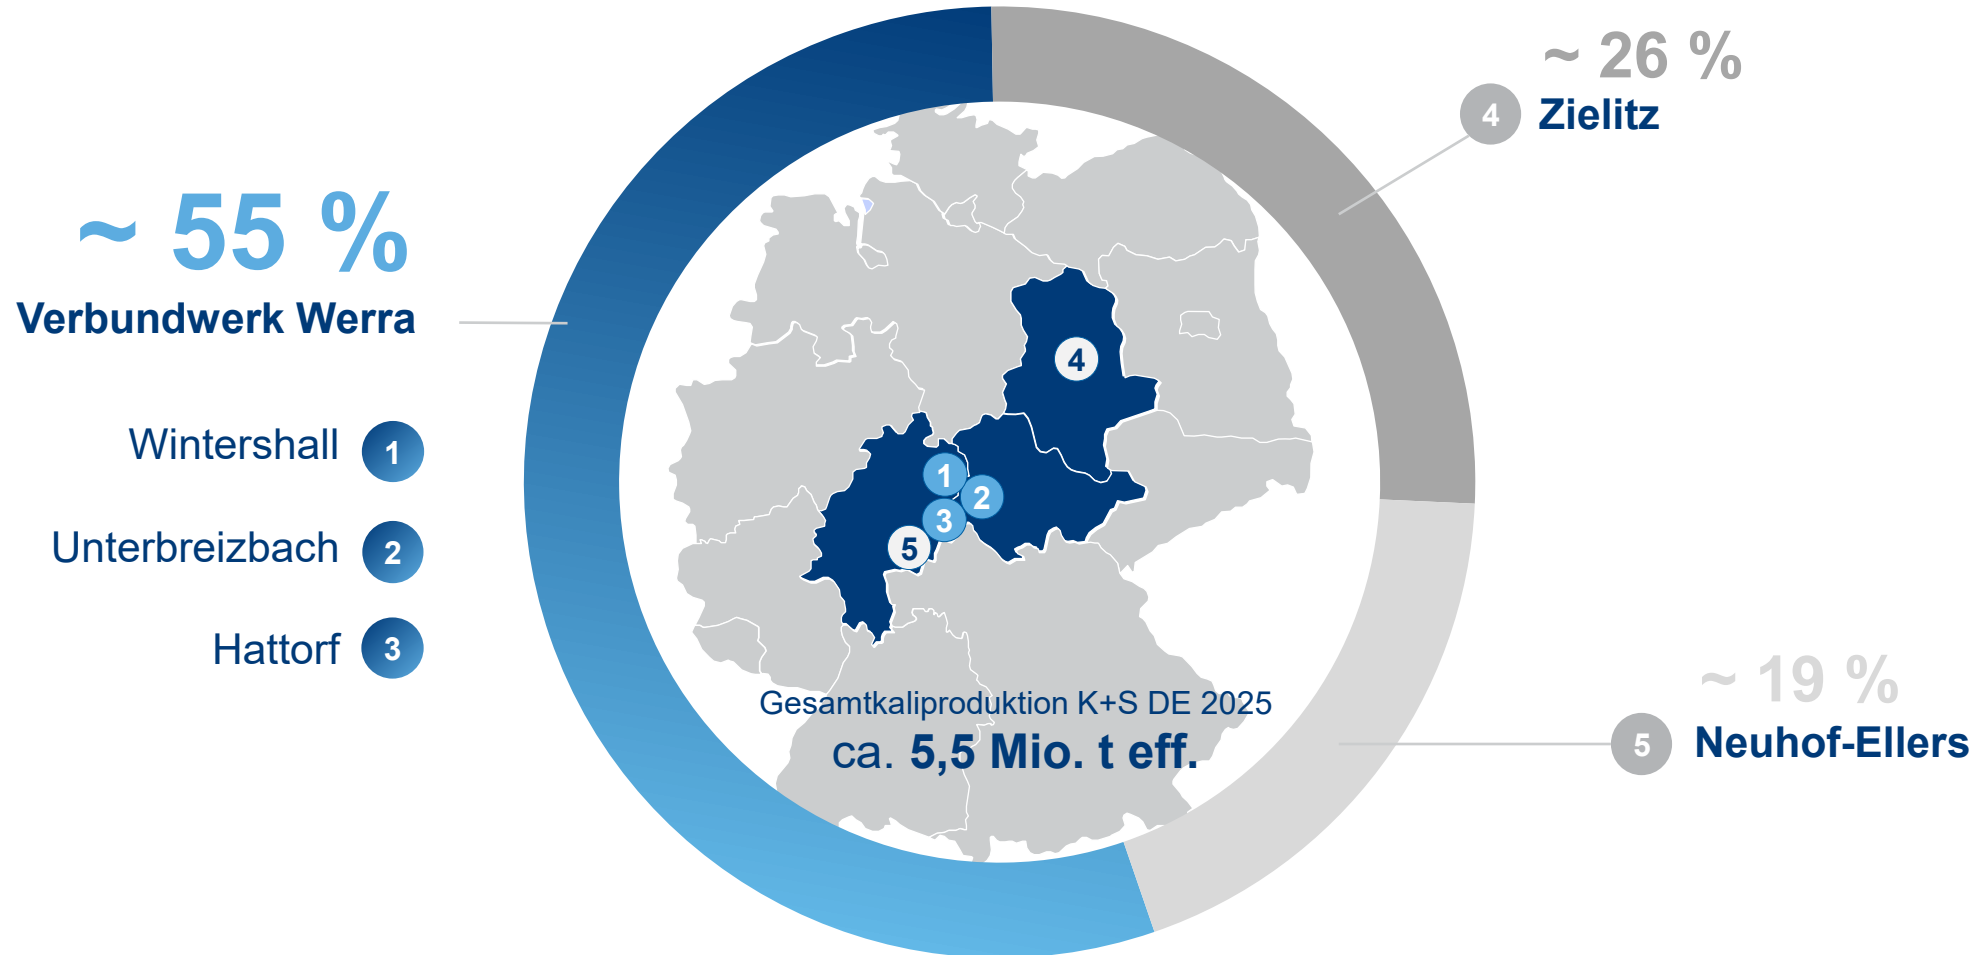 ~ 55 %
Verbundwerk Werra
Wintershall 1
Unterbreizbach 2
Hattorf 3
~ 26 %
4 Zielitz
4
1
2
3
5
Gesamtkaliproduktion K+S DE 2025
ca. 5,5 Mio. t eff.
~ 19 %
5 Neuhof-Ellers